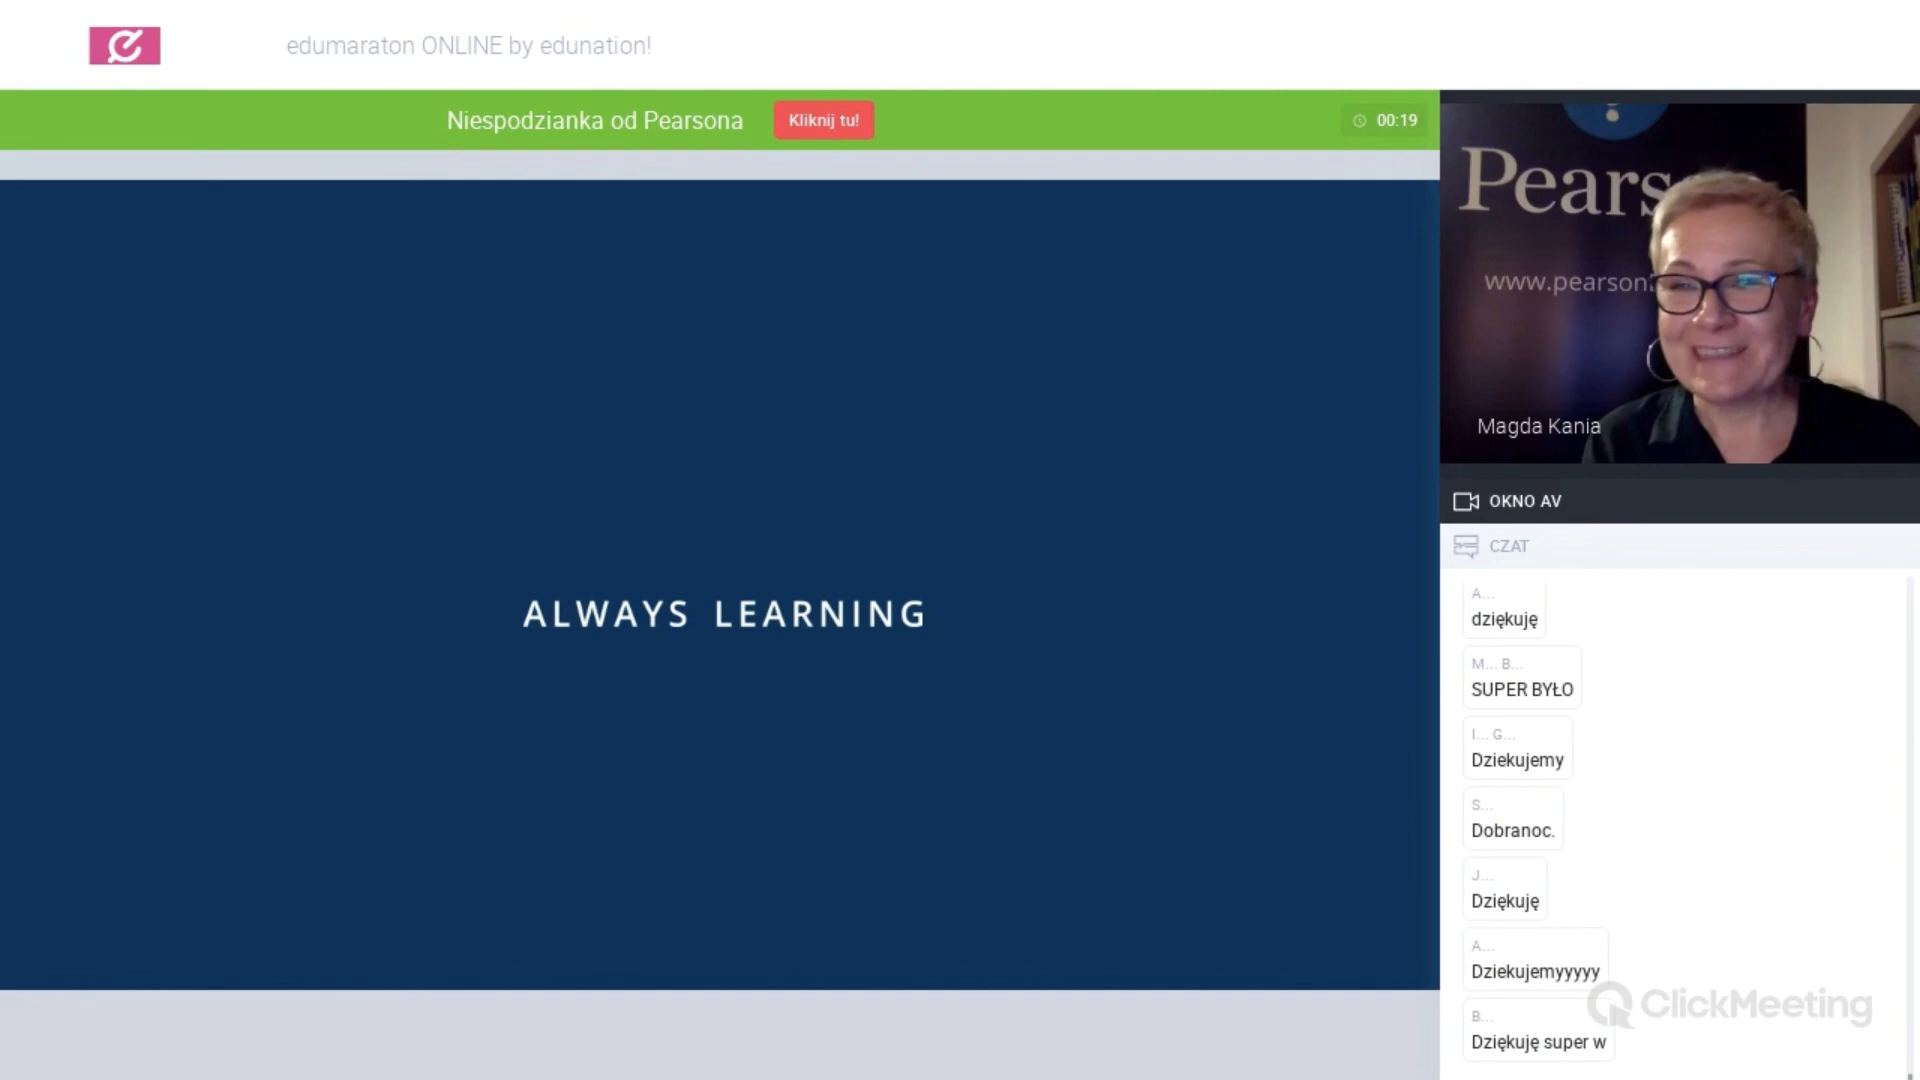 edumaraton ONLINE by edunation!
Niespodzianka od Pearsona
Kliknij tu!
00:19
ALWAYS LEARNING
Pears
www.pearson.
Magda Kania
OKNO AV
CZAT
A...
dziękuję
M... B...
SUPER BYŁO
I... G...
Dziekujemy
S...
Dobranoc.
J...
Dziękuję
A...
Dziekujemyyyyy
B...
Dziękuję super w
ClickMeeting